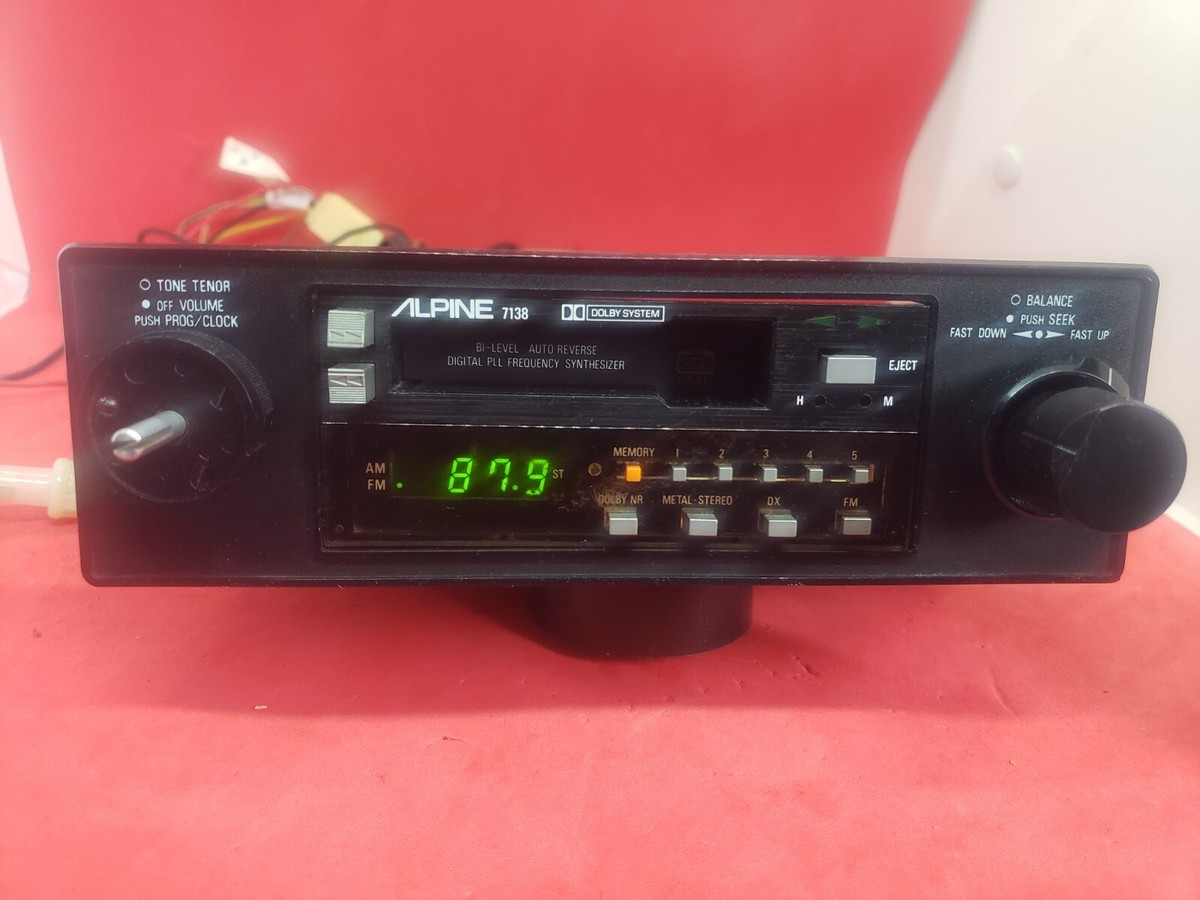 TONE TENOR
OFF VOLUME
PUSH PROG/CLOCK
ALPINE 7138
DOLBY SYSTEM
BI-LEVEL AUTO REVERSE
DIGITAL PLL FREQUENCY SYNTHESIZER
EJECT
H M
BALANCE
PUSH SEEK
FAST DOWN FAST UP
AM
FM
87.9 ST
MEMORY 1 2 3 4 5
DOLBY NR METAL-STEREO DX FM